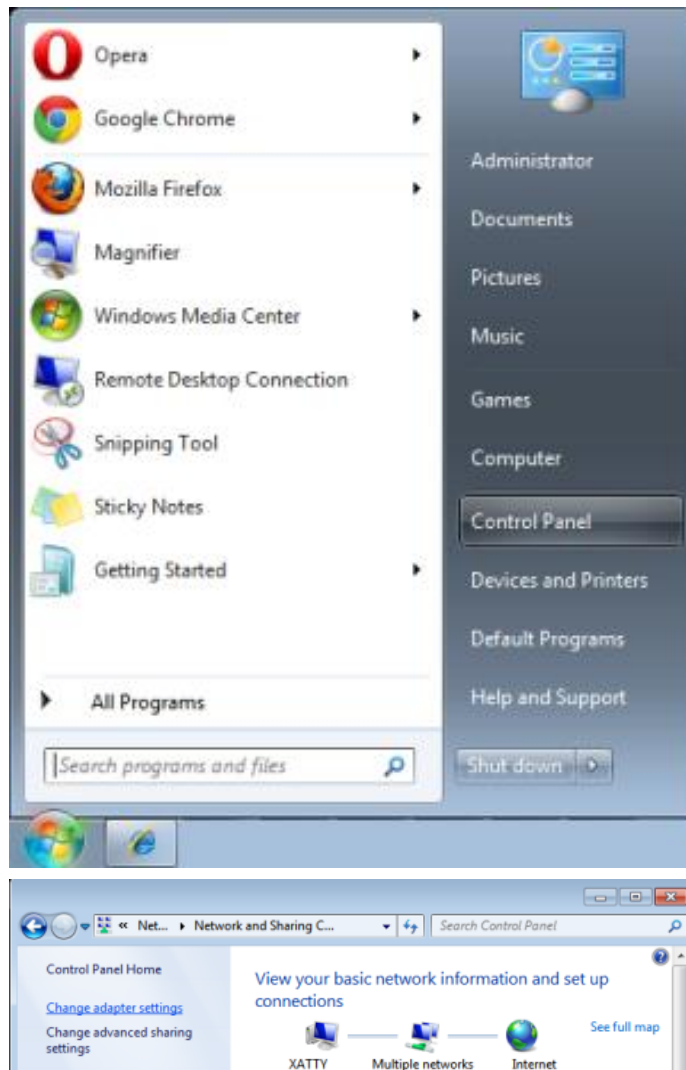 Opera
Google Chrome
Mozilla Firefox
Magnifier
Windows Media Center
Remote Desktop Connection
Snipping Tool
Sticky Notes
Getting Started
All Programs
Search programs and files
Administrator
Documents
Pictures
Music
Games
Computer
Control Panel
Devices and Printers
Default Programs
Help and Support
Shut down
« Net... Network and Sharing C...
Search Control Panel
Control Panel Home
Change adapter settings
Change advanced sharing
settings
View your basic network information and set up
connections
See full map
XATTY Multiple networks Internet